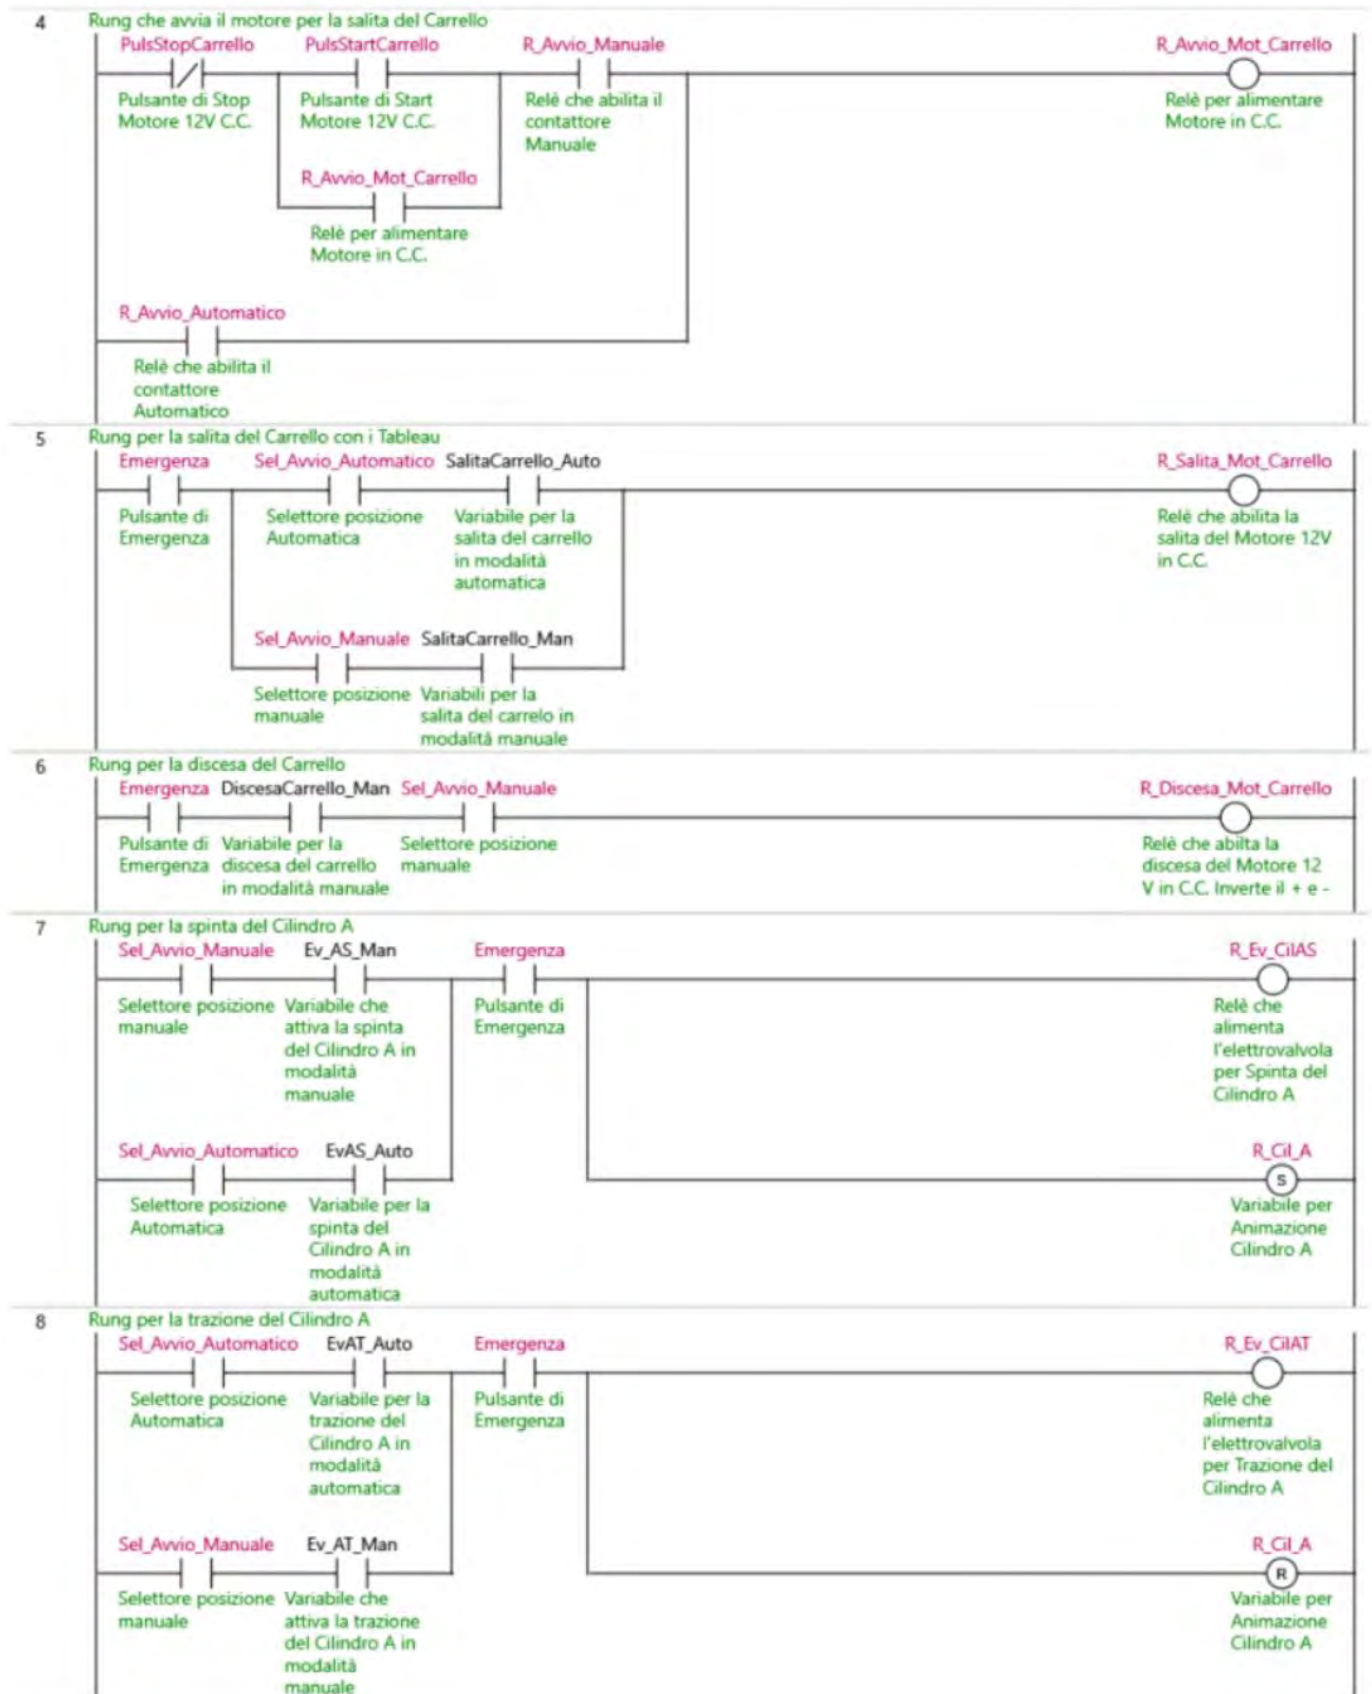 4 Rung che avvia il motore per la salita del Carrello
PulsStopCarrello PulsStartCarrello R_Avvio_Manuale R_Avvio_Mot_Carrello
Pulsante di Stop Pulsante di Start Relè che abilita il Relè per alimentare
Motore 12V C.C. Motore 12V C.C. contattore Motore in C.C.
Manuale
R_Avvio_Mot_Carrello
Relè per alimentare
Motore in C.C.
R_Avvio_Automatico
Relè che abilita il
contattore
Automatico
5 Rung per la salita del Carrello con i Tableau
Emergenza Sel_Avvio_Automatico SalitaCarrello_Auto R_Salita_Mot_Carrello
Pulsante di Selettore posizione Variabile per la Relè che abilita la
Emergenza Automatica salita del carrello salita del Motore 12V
in modalità in C.C.
automatica
Sel_Avvio_Manuale SalitaCarrello_Man
Selettore posizione Variabili per la
manuale salita del carrelo in
modalità manuale
6 Rung per la discesa del Carrello
Emergenza DiscesaCarrello_Man Sel_Avvio_Manuale R_Discesa_Mot_Carrello
Pulsante di Variabile per la Selettore posizione Relè che abilta la
Emergenza discesa del carrello manuale discesa del Motore 12
in modalità manuale V in C.C. Inverte il + e -
7 Rung per la spinta del Cilindro A
Sel_Avvio_Manuale Ev_AS_Man Emergenza R_Ev_CilAS
Selettore posizione Variabile che Pulsante di Relè che
manuale attiva la spinta Emergenza alimenta
del Cilindro A in l'elettrovalvola
modalità per Spinta del
manuale Cilindro A
Sel_Avvio_Automatico EvAS_Auto R_Cil_A
S
Selettore posizione Variabile per la Variabile per
Automatica spinta del Animazione
Cilindro A in Cilindro A
modalità
automatica
8 Rung per la trazione del Cilindro A
Sel_Avvio_Automatico EvAT_Auto Emergenza R_Ev_CilAT
Selettore posizione Variabile per la Pulsante di Relè che
Automatica trazione del Emergenza alimenta
Cilindro A in l'elettrovalvola
modalità per Trazione del
automatica Cilindro A
Sel_Avvio_Manuale Ev_AT_Man R_Cil_A
R
Selettore posizione Variabile che Variabile per
manuale attiva la trazione Animazione
del Cilindro A in Cilindro A
modalità
manuale